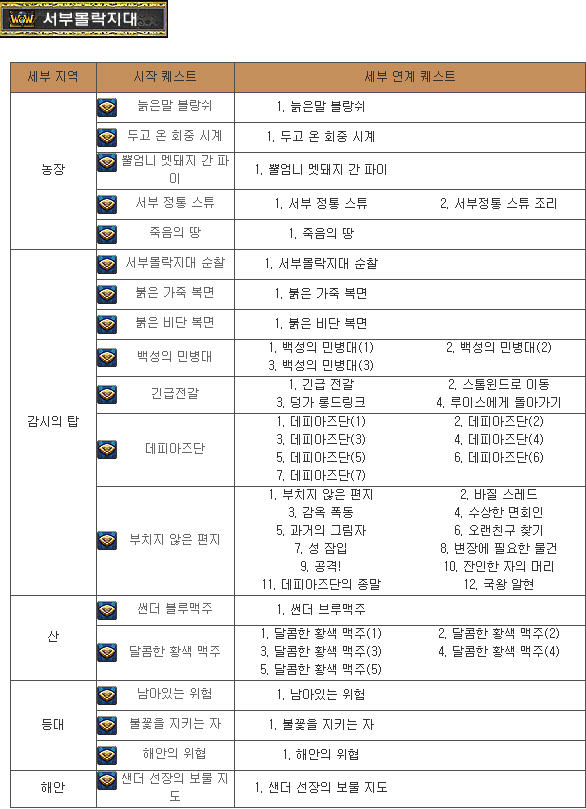 WoW 서부몰락지대
세부 지역 시작 퀘스트 세부 연계 퀘스트
농장
늙은말 블랑쉬 1. 늙은말 블랑쉬
두고 온 회중 시계 1. 두고 온 회중 시계
뿔엄니 멧돼지 간 파
이
1. 뿔엄니 멧돼지 간 파이
서부 정통 스튜 1. 서부 정통 스튜 2. 서부정통 스튜 조리
죽음의 땅 1. 죽음의 땅
감시의 탑
서부몰락지대 순찰 1. 서부몰락지대 순찰
붉은 가죽 복면 1. 붉은 가죽 복면
붉은 비단 복면 1. 붉은 비단 복면
백성의 민병대
1. 백성의 민병대(1) 2. 백성의 민병대(2)
3. 백성의 민병대(3)
긴급전갈
1. 긴급 전갈 2. 스톰윈드로 이동
3. 덩가 롱드링크 4. 루이스에게 돌아가기
데피아즈단
1. 데피아즈단(1) 2. 데피아즈단(2)
3. 데피아즈단(3) 4. 데피아즈단(4)
5. 데피아즈단(5) 6. 데피아즈단(6)
7. 데피아즈단(7)
부치지 않은 편지
1. 부치지 않은 편지 2. 바질 스레드
3. 감옥 폭동 4. 수상한 면회인
5. 과거의 그림자 6. 오랜친구 찾기
7. 성 잠입 8. 변장에 필요한 물건
9. 공격! 10. 잔인한 자의 머리
11. 데피아즈단의 종말 12. 국왕 알현
산
썬더 블루맥주 1. 썬더 브루맥주
달콤한 황색 맥주
1. 달콤한 황색 맥주(1) 2. 달콤한 황색 맥주(2)
3. 달콤한 황색 맥주(3) 4. 달콤한 황색 맥주(4)
5. 달콤한 황색 맥주(5)
등대
남아있는 위험 1. 남아있는 위험
불꽃을 지키는 자 1. 불꽃을 지키는 자
해안의 위협 1. 해안의 위협
해안
샌더 선장의 보물 지
도
1. 샌더 선장의 보물 지도